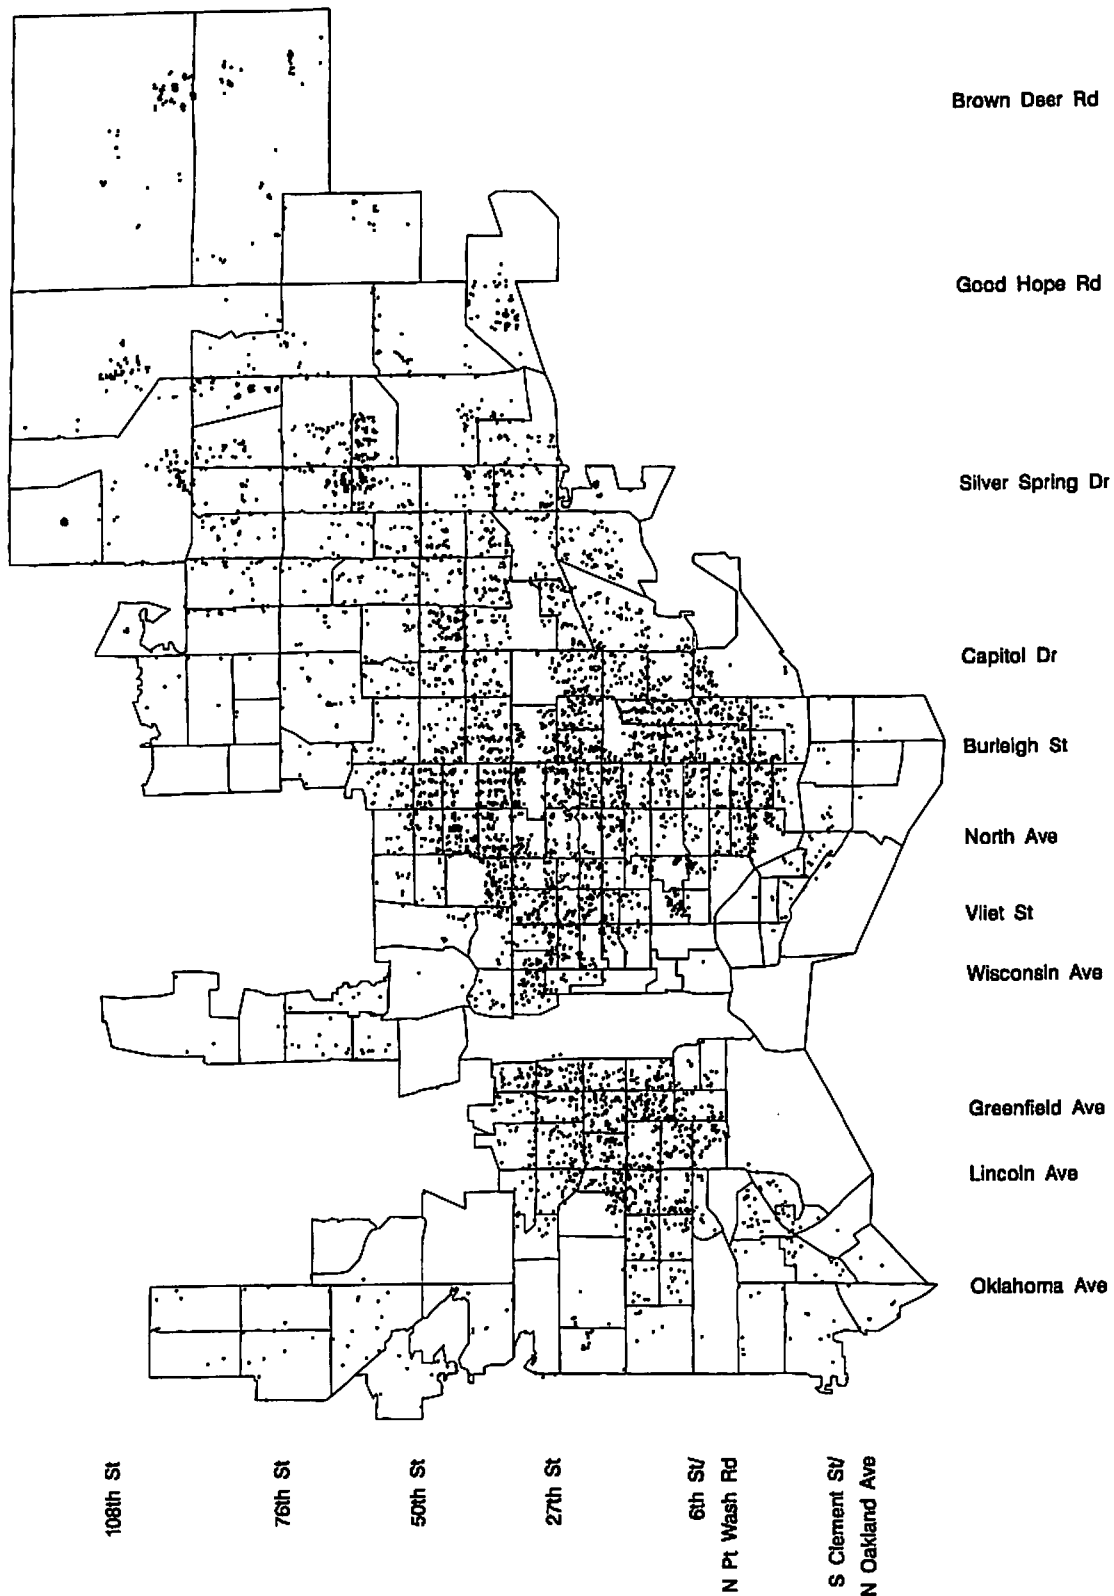 Brown Deer Rd
Good Hope Rd
Silver Spring Dr
Capitol Dr
Burleigh St
North Ave
Vliet St
Wisconsin Ave
Greenfield Ave
Lincoln Ave
Oklahoma Ave
108th St
76th St
50th St
27th St
6th St/
N Pt Wash Rd
S Clement St/
N Oakland Ave